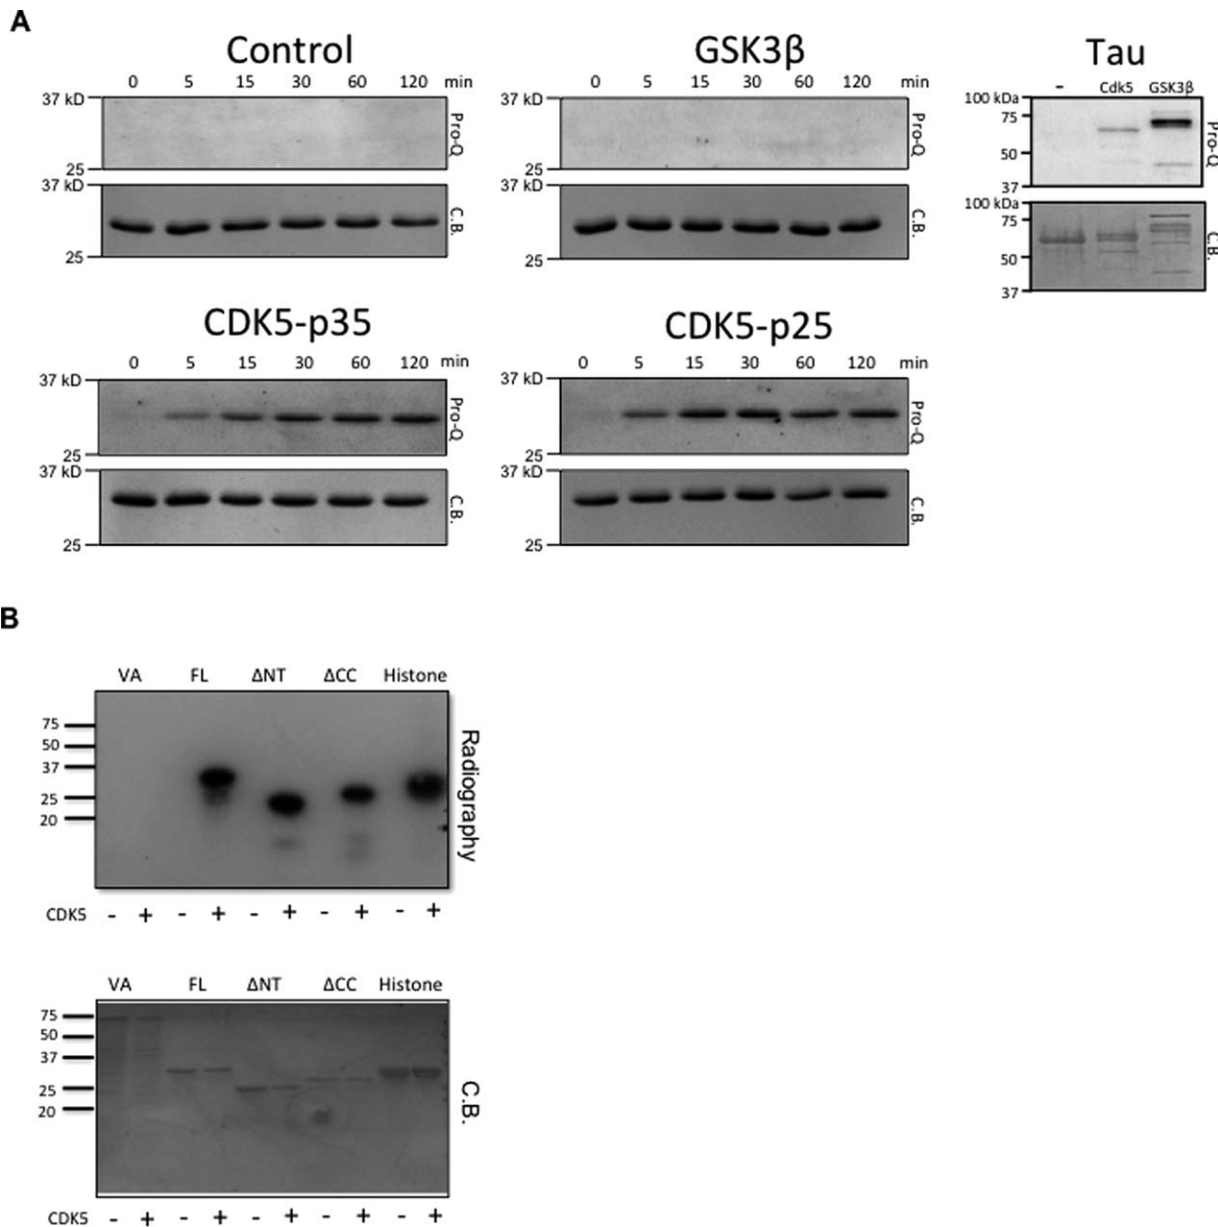 A
Control
0 5 15 30 60 120 min
37 kD
Pro-Q
25
37 kD
C.B.
25
GSK3β
0 5 15 30 60 120 min
37 kD
Pro-Q
25
37 kD
C.B.
25
Tau
- Cdk5 GSK3β
100 kDa
75
50
37
Pro-Q
100 kDa
75
50
37
C.B.
CDK5-p35
0 5 15 30 60 120 min
37 kD
Pro-Q
25
37 kD
C.B.
25
CDK5-p25
0 5 15 30 60 120 min
37 kD
Pro-Q
25
37 kD
C.B.
25
B
VA FL ΔNT ΔCC Histone
75
50
37
25
20
Radiography
CDK5 - + - + - + - + - +
VA FL ΔNT ΔCC Histone
75
50
37
25
20
C.B.
CDK5 - + - + - + - + - +